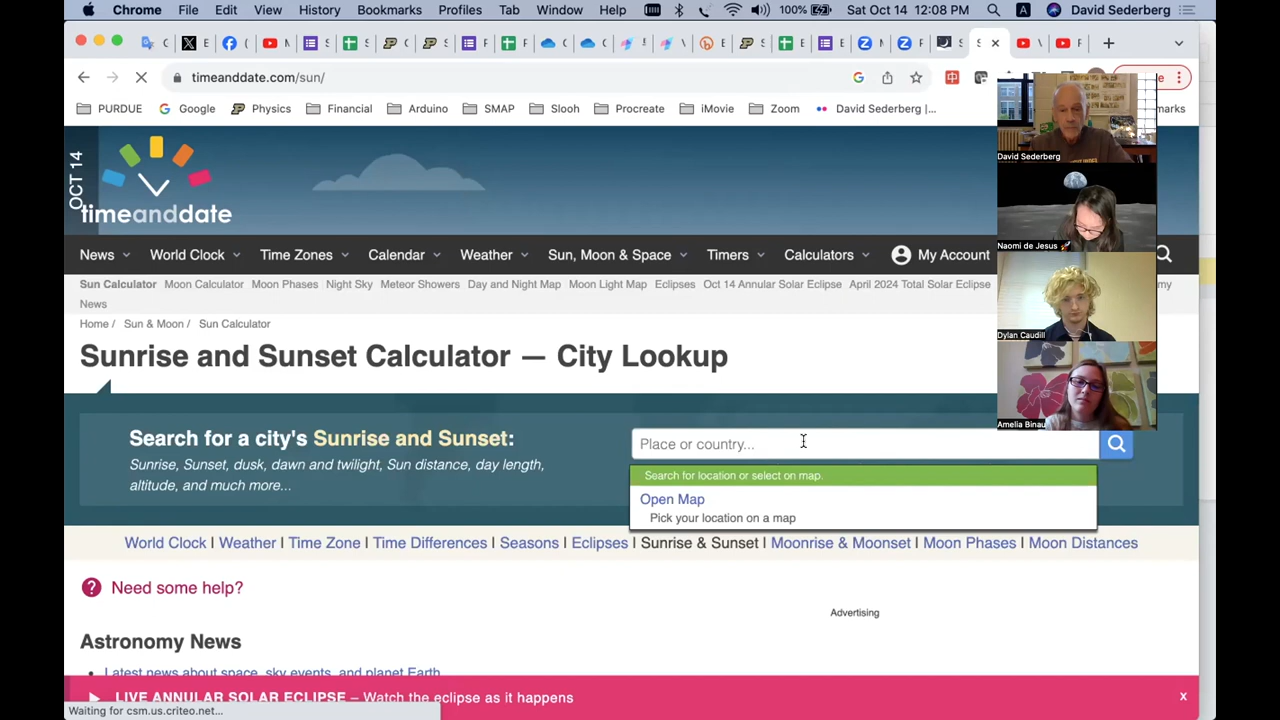 Chrome File Edit View History Bookmarks Profiles Tab Window Help 100% Sat Oct 14 12:08 PM A David Sederberg
timeanddate.com/sun/
PURDUE Google Physics Financial Arduino SMAP Slooh Procreate iMovie Zoom David Sederberg |...
OCT 14
timeanddate
David Sederberg
Naomi de Jesus
Dylan Caudill
Amelia Binau
News World Clock Time Zones Calendar Weather Sun, Moon & Space Timers Calculators My Account
Sun Calculator Moon Calculator Moon Phases Night Sky Meteor Showers Day and Night Map Moon Light Map Eclipses Oct 14 Annular Solar Eclipse April 2024 Total Solar Eclipse
News
Home / Sun & Moon / Sun Calculator
Sunrise and Sunset Calculator — City Lookup
Search for a city's Sunrise and Sunset:
Sunrise, Sunset, dusk, dawn and twilight, Sun distance, day length,
altitude, and much more...
Place or country...
Search for location or select on map.
Open Map
Pick your location on a map
World Clock | Weather | Time Zone | Time Differences | Seasons | Eclipses | Sunrise & Sunset | Moonrise & Moonset | Moon Phases | Moon Distances
? Need some help?
Advertising
Astronomy News
Latest news about space, sky events, and planet Earth
LIVE ANNULAR SOLAR ECLIPSE – Watch the eclipse as it happens x
Waiting for csm.us.criteo.net...